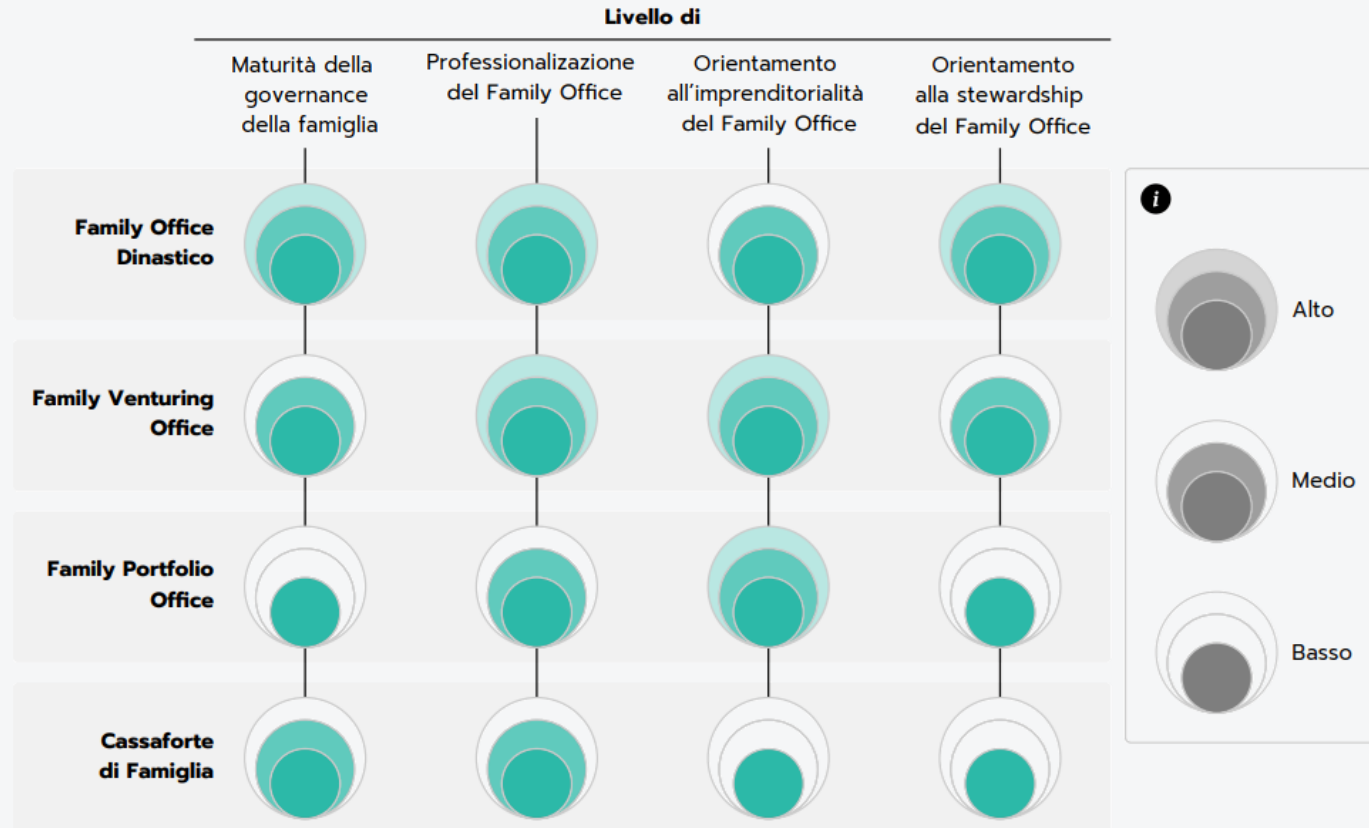 Livello di
Maturità della
governance
della famiglia
Professionalizazione
del Family Office
Orientamento
all'imprenditorialità
del Family Office
Orientamento
alla stewardship
del Family Office
Family Office
Dinastico
Family Venturing
Office
Family Portfolio
Office
Cassaforte
di Famiglia
i
Alto
Medio
Basso